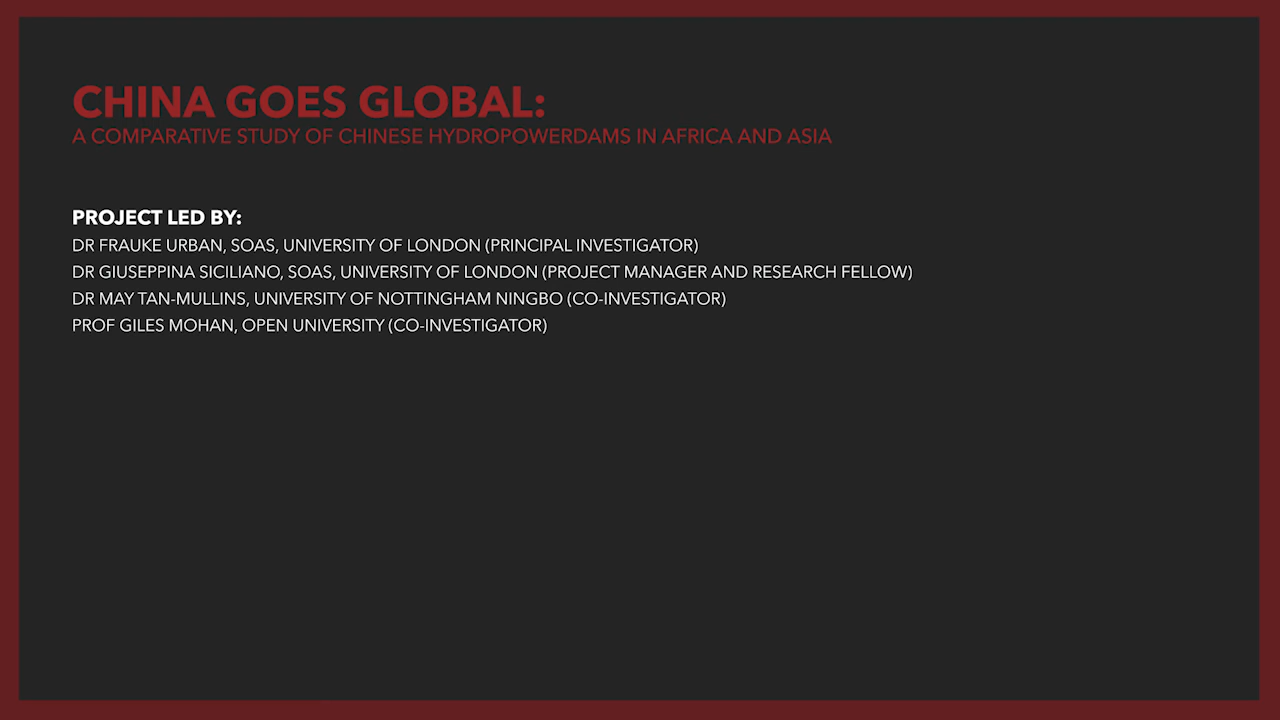 CHINA GOES GLOBAL:
A COMPARATIVE STUDY OF CHINESE HYDROPOWERDAMS IN AFRICA AND ASIA
PROJECT LED BY:
DR FRAUKE URBAN, SOAS, UNIVERSITY OF LONDON (PRINCIPAL INVESTIGATOR)
DR GIUSEPPINA SICILIANO, SOAS, UNIVERSITY OF LONDON (PROJECT MANAGER AND RESEARCH FELLOW)
DR MAY TAN-MULLINS, UNIVERSITY OF NOTTINGHAM NINGBO (CO-INVESTIGATOR)
PROF GILES MOHAN, OPEN UNIVERSITY (CO-INVESTIGATOR)